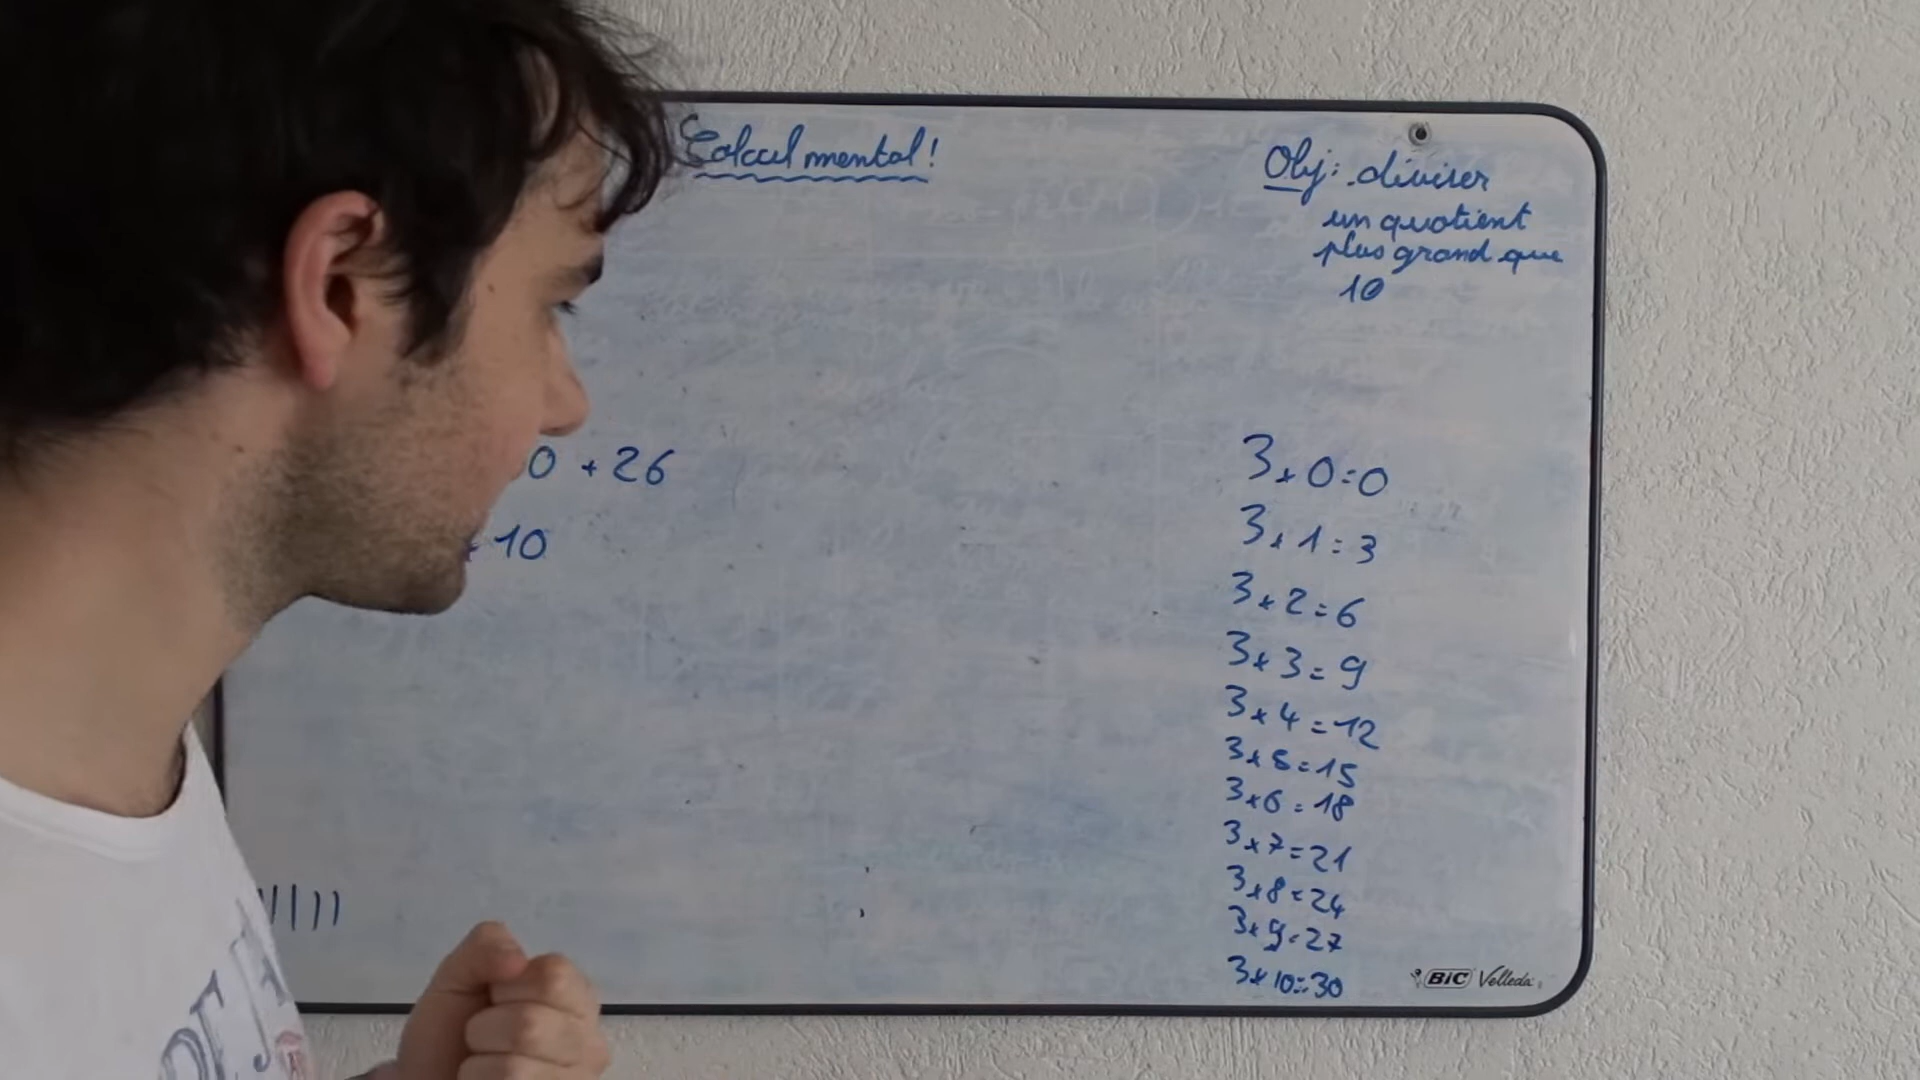 Calcul mental!
Obj: diviser
un quotient
plus grand que
10
0 + 26
x 10
3 x 0 = 0
3 x 1 = 3
3 x 2 = 6
3 x 3 = 9
3 x 4 = 12
3 x 5 = 15
3 x 6 = 18
3 x 7 = 21
3 x 8 = 24
3 x 9 = 27
3 x 10 = 30
BIC Velleda